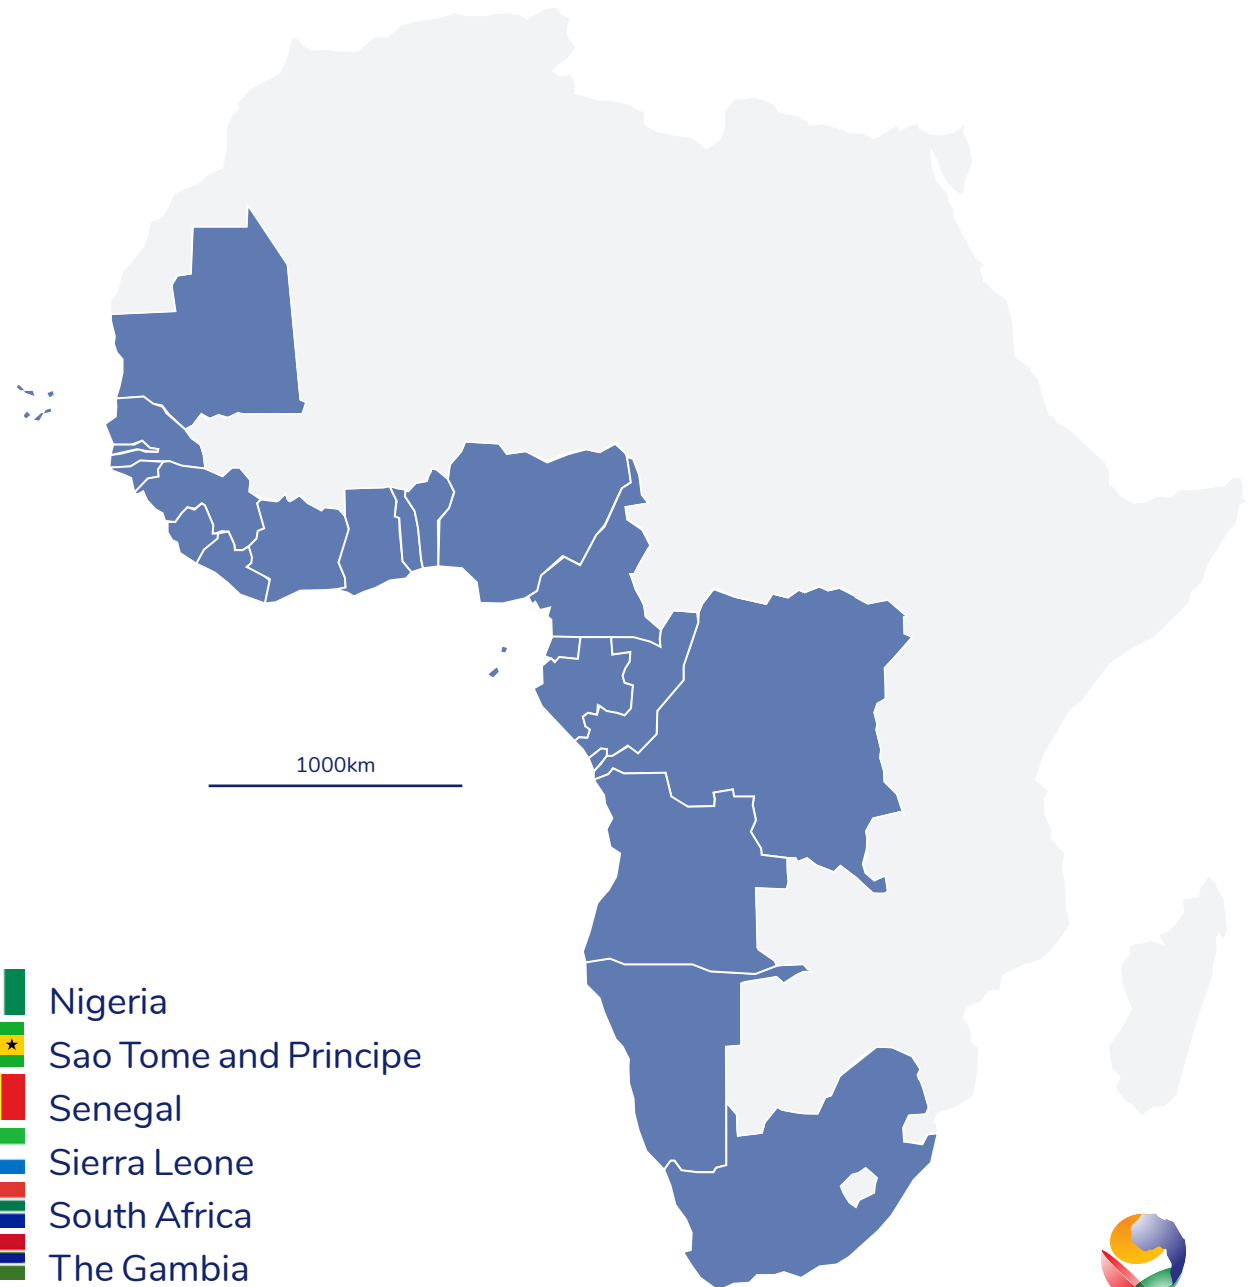 1000km
Nigeria
Sao Tome and Principe
Senegal
Sierra Leone
South Africa
The Gambia